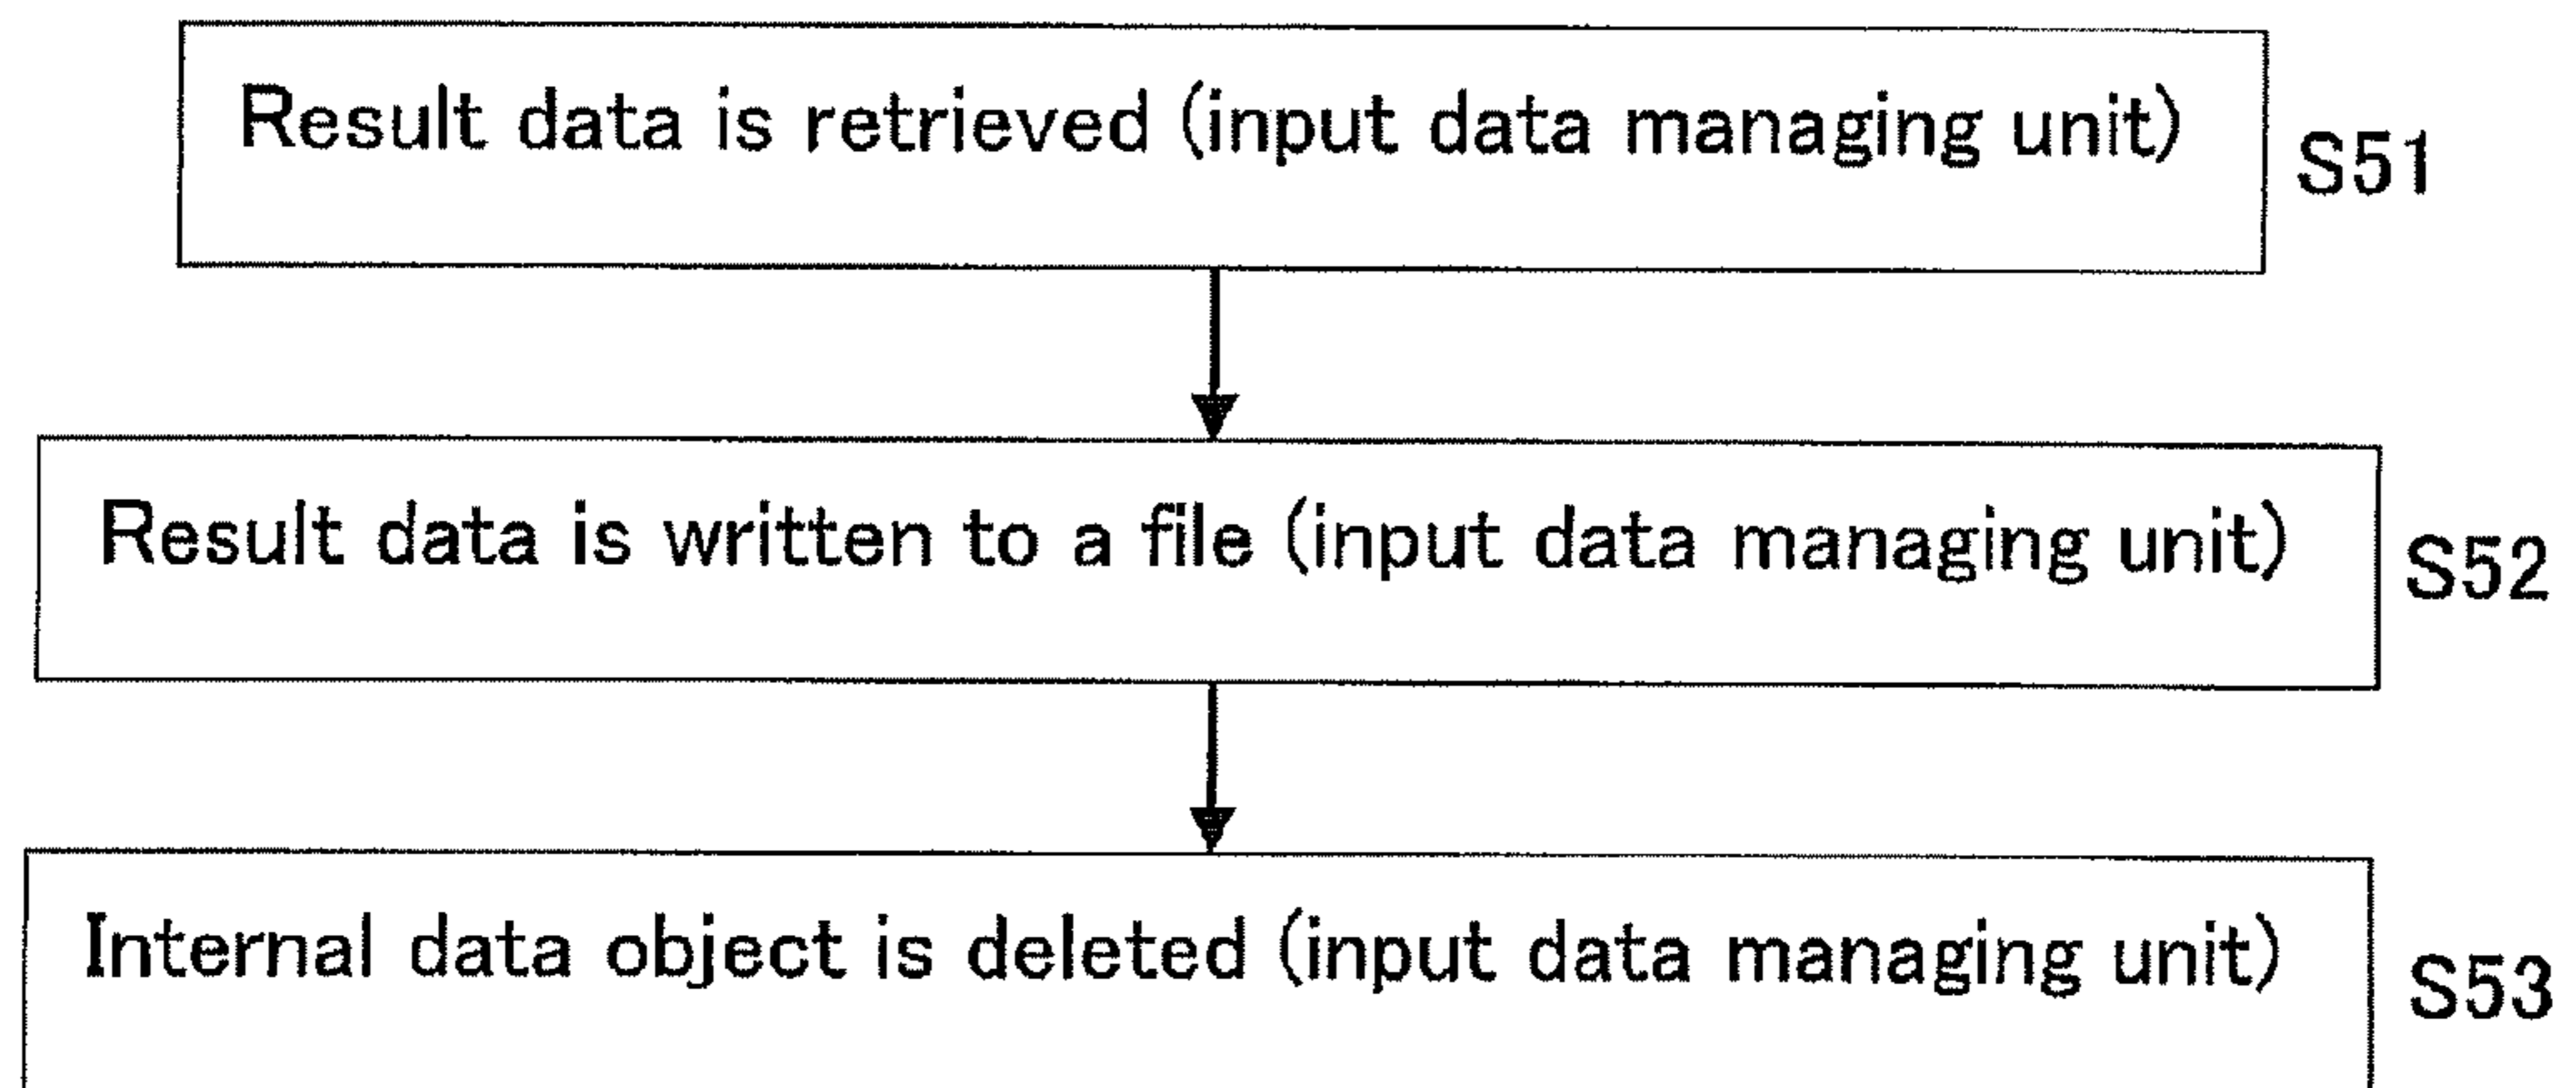 Result data is retrieved (input data managing unit)
S51
Result data is written to a file (input data managing unit)
S52
Internal data object is deleted (input data managing unit)
S53